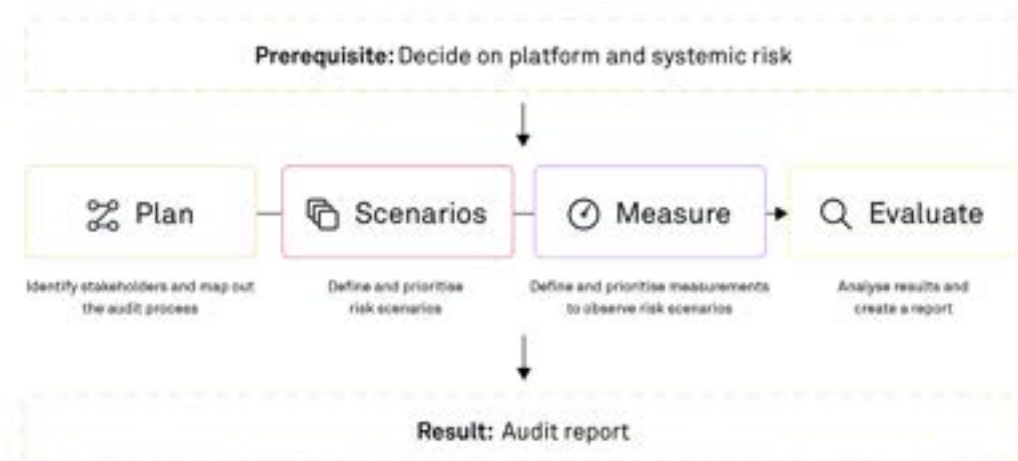 Prerequisite: Decide on platform and systemic risk
Plan
Scenarios
Measure
Evaluate
Identify stakeholders and map out
the audit process
Define and prioritise
risk scenarios
Define and prioritise measurements
to observe risk scenarios
Analyse results and
create a report
Result: Audit report